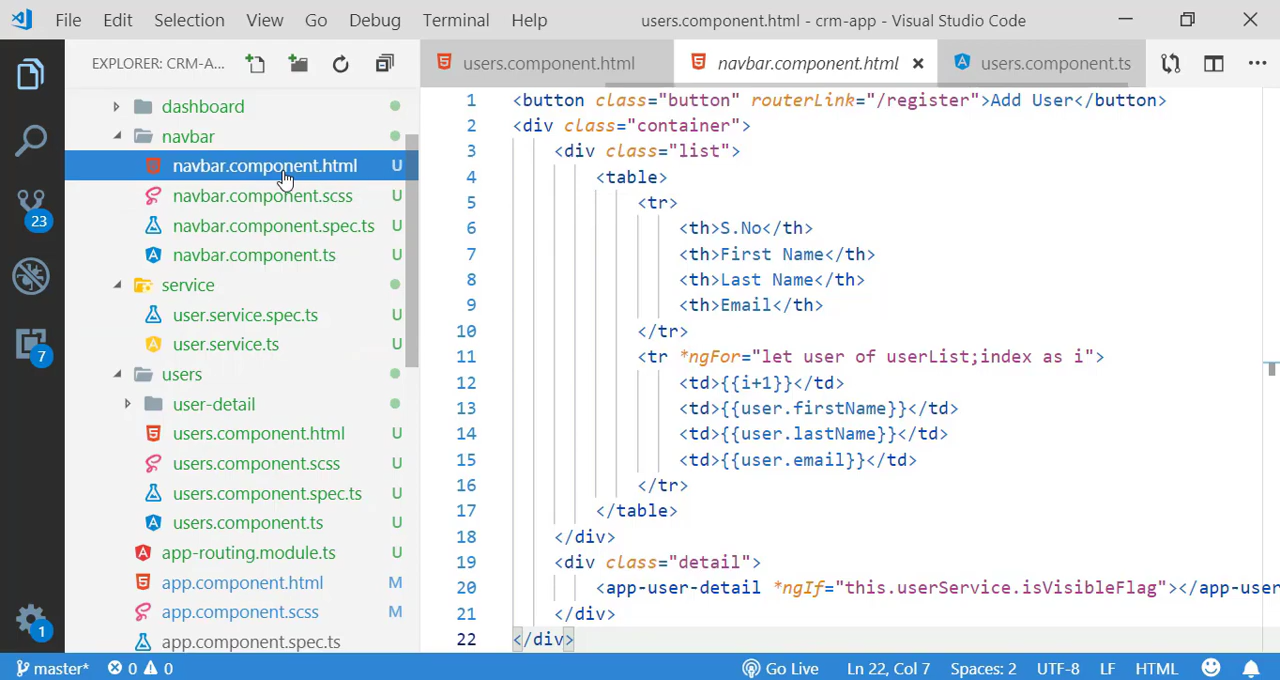 File Edit Selection View Go Debug Terminal Help users.component.html - crm-app - Visual Studio Code
EXPLORER: CRM-A...
users.component.html navbar.component.html users.component.ts
dashboard
navbar
navbar.component.html U
navbar.component.scss U
navbar.component.spec.ts U
navbar.component.ts U
service
user.service.spec.ts U
user.service.ts U
users
user-detail
users.component.html U
users.component.scss U
users.component.spec.ts U
users.component.ts U
app-routing.module.ts U
app.component.html M
app.component.scss M
app.component.spec.ts
23
7
1
1 <button class="button" routerLink="/register">Add User</button>
2 <div class="container">
3 <div class="list">
4 <table>
5 <tr>
6 <th>S.No</th>
7 <th>First Name</th>
8 <th>Last Name</th>
9 <th>Email</th>
10 </tr>
11 <tr *ngFor="let user of userList;index as i">
12 <td>{{i+1}}</td>
13 <td>{{user.firstName}}</td>
14 <td>{{user.lastName}}</td>
15 <td>{{user.email}}</td>
16 </tr>
17 </table>
18 </div>
19 <div class="detail">
20 <app-user-detail *ngIf="this.userService.isVisibleFlag"></app-user
21 </div>
22 </div>
master* 0 0 Go Live Ln 22, Col 7 Spaces: 2 UTF-8 LF HTML